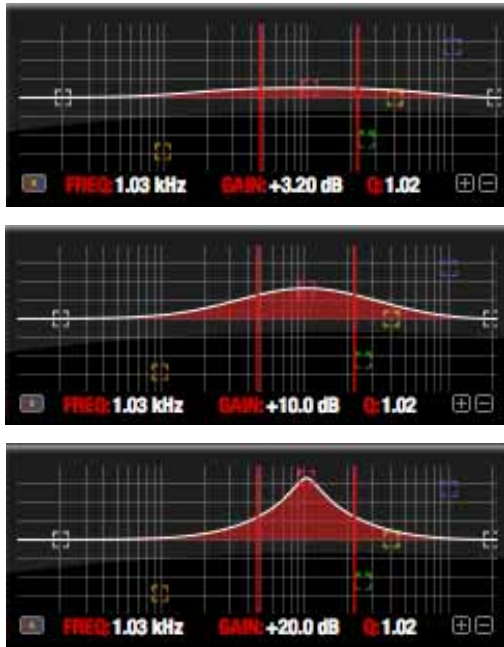 FREQ: 1.03 kHz GAIN: +3.20 dB Q: 1.02
FREQ: 1.03 kHz GAIN: +10.0 dB Q: 1.02
FREQ: 1.03 kHz GAIN: +20.0 dB Q: 1.02